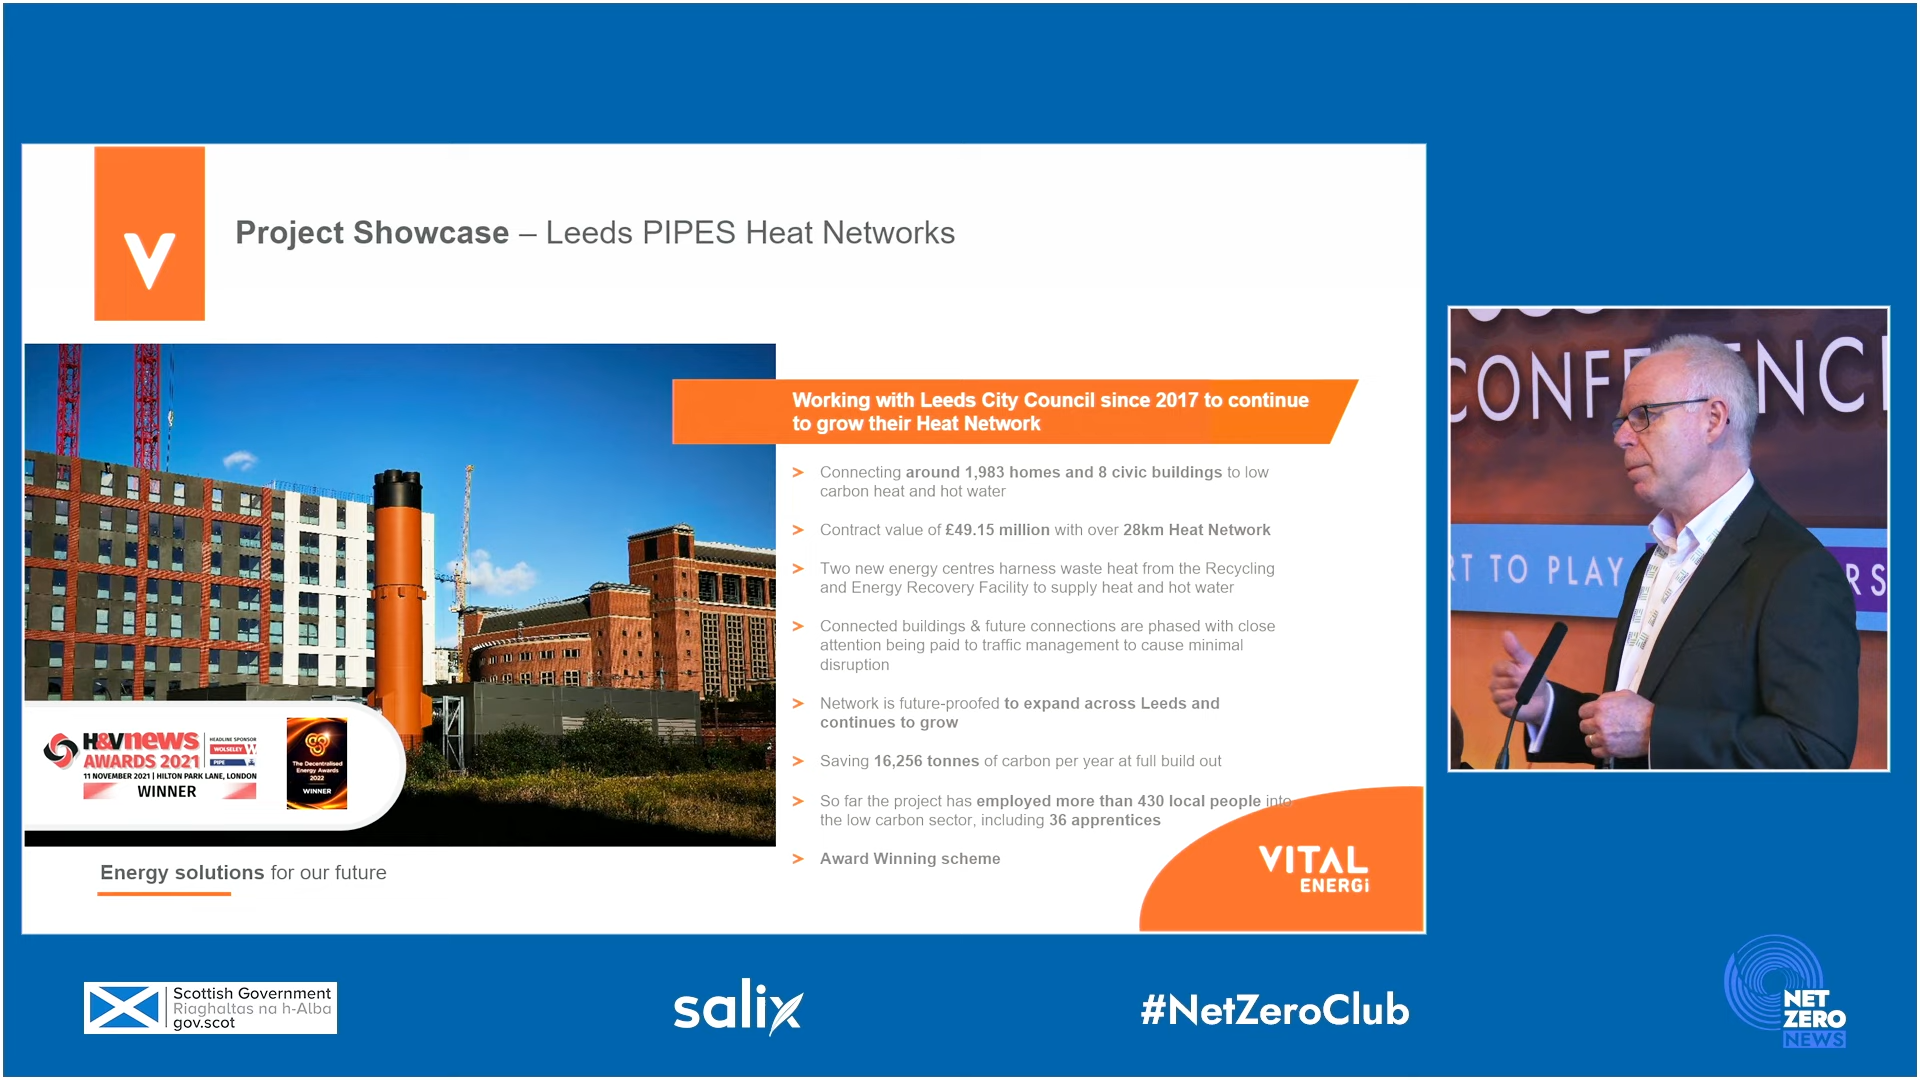 V
Project Showcase – Leeds PIPES Heat Networks
Working with Leeds City Council since 2017 to continue
to grow their Heat Network
> Connecting around 1,983 homes and 8 civic buildings to low
carbon heat and hot water
> Contract value of £49.15 million with over 28km Heat Network
> Two new energy centres harness waste heat from the Recycling
and Energy Recovery Facility to supply heat and hot water
> Connected buildings & future connections are phased with close
attention being paid to traffic management to cause minimal
disruption
> Network is future-proofed to expand across Leeds and
continues to grow
> Saving 16,256 tonnes of carbon per year at full build out
> So far the project has employed more than 430 local people into
the low carbon sector, including 36 apprentices
> Award Winning scheme
H&Vnews
AWARDS 2021
HEADLINE SPONSOR
WOLSELEY
PIPE
11 NOVEMBER 2021 | HILTON PARK LANE, LONDON
WINNER
The Decentralised
Energy Awards
2022
WINNER
Energy solutions for our future
VITAL
ENERGi
CONF
NC
RT TO PLAY
RS
Scottish Government
Riaghaltas na h-Alba
gov.scot
salix
#NetZeroClub
NET
ZERO
NEWS